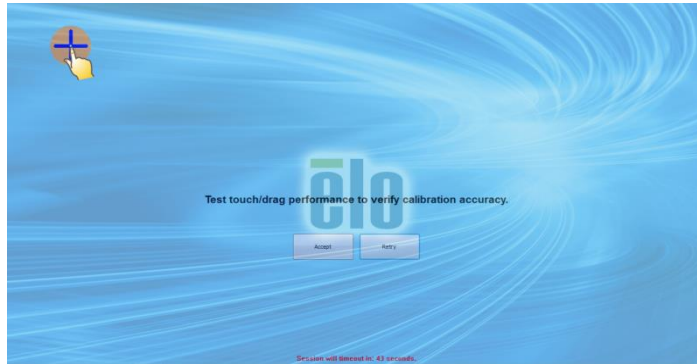 elo
Test touch/drag performance to verify calibration accuracy.
Accept Retry
Session will timeout in: 43 seconds.